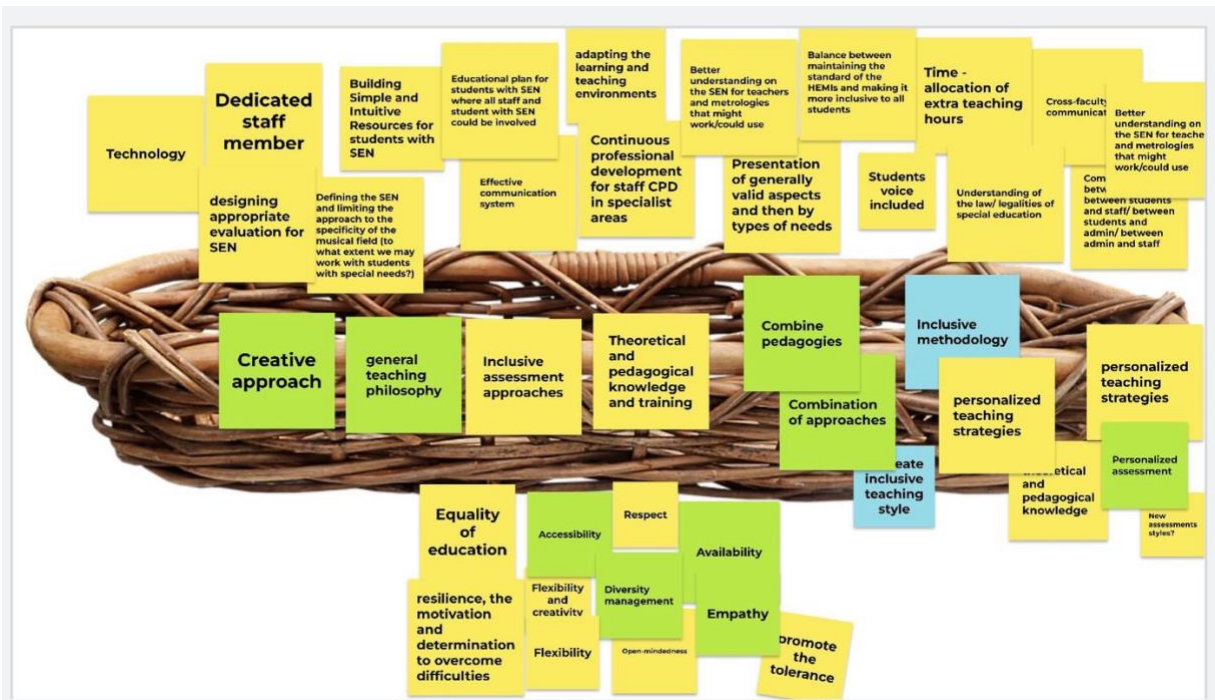 Technology
Dedicated
staff
member
Building
Simple and
Intuitive
Resources for
students with
SEN
Educational plan for
students with SEN
where all staff and
student with SEN
could be involved
adapting the
learning and
teaching
environments
Better
understanding on
the SEN for teachers
and metrologies
that might
work/could use
Balance between
maintaining the
standard of the
HEMIs and making it
more inclusive to all
students
Time -
allocation of
extra teaching
hours
Cross-faculty
Better
understanding on
the SEN for teache
and metrologies
that might
work/could use
designing
appropriate
evaluation for
SEN
Defining the SEN
and limiting the
approach to the
specificity of the
musical field (to
what extent we may
work with students
with special needs?)
Effective
communication
system
Continuous
professional
development
for staff CPD
in specialist
areas
Presentation
of generally
valid aspects
and then by
types of needs
Students
voice
included
Understanding of
the law/ legalities of
special education
between students
and staff/ between
students and
admin/ between
admin and staff
Creative
approach
general
teaching
philosophy
Inclusive
assessment
approaches
Theoretical
and
pedagogical
knowledge
and training
Combine
pedagogies
Combination
of approaches
Inclusive
methodology
inclusive
teaching
style
personalized
teaching
strategies
personalized
teaching
strategies
and
pedagogical
knowledge
Personalized
assessment
New
assessments
styles?
Equality
of
education
Accessibility
Respect
Availability
resilience, the
motivation
and
determination
to overcome
difficulties
Flexibility
and
creativity
Diversity
management
Empathy
Flexibility
Open-mindedness
promote
the
tolerance